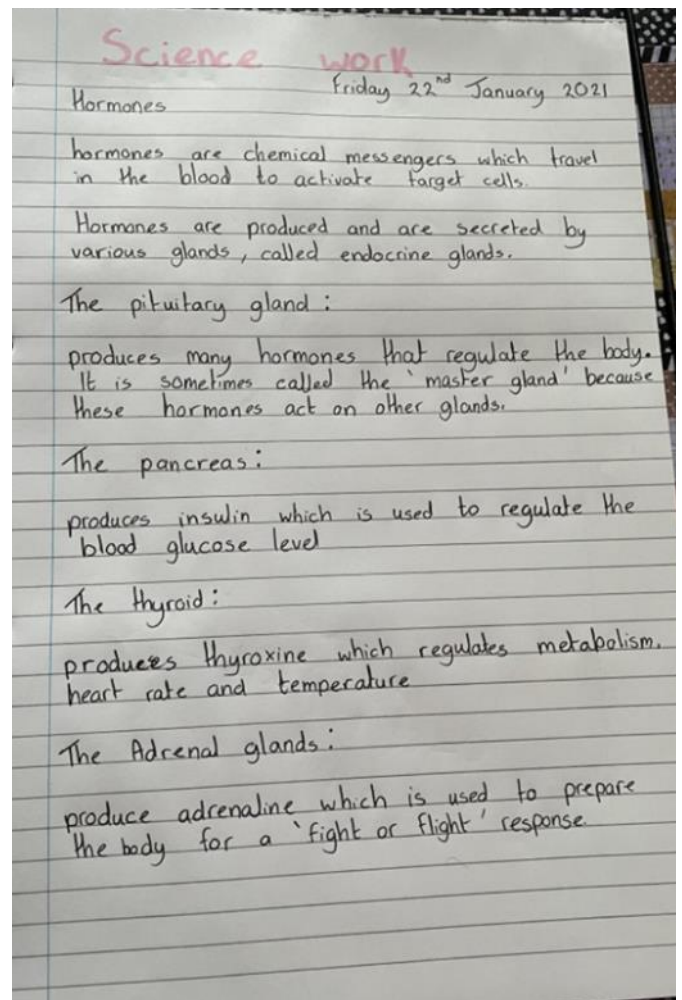 Science work
Friday 22nd January 2021
Hormones
hormones are chemical messengers which travel
in the blood to activate target cells.
Hormones are produced and are secreted by
various glands, called endocrine glands.
The pituitary gland :
produces many hormones that regulate the body.
It is sometimes called the 'master gland' because
these hormones act on other glands.
The pancreas :
produces insulin which is used to regulate the
blood glucose level
The thyroid :
produces thyroxine which regulates metabolism.
heart rate and temperature
The Adrenal glands :
produce adrenaline which is used to prepare
the body for a 'fight or flight' response.